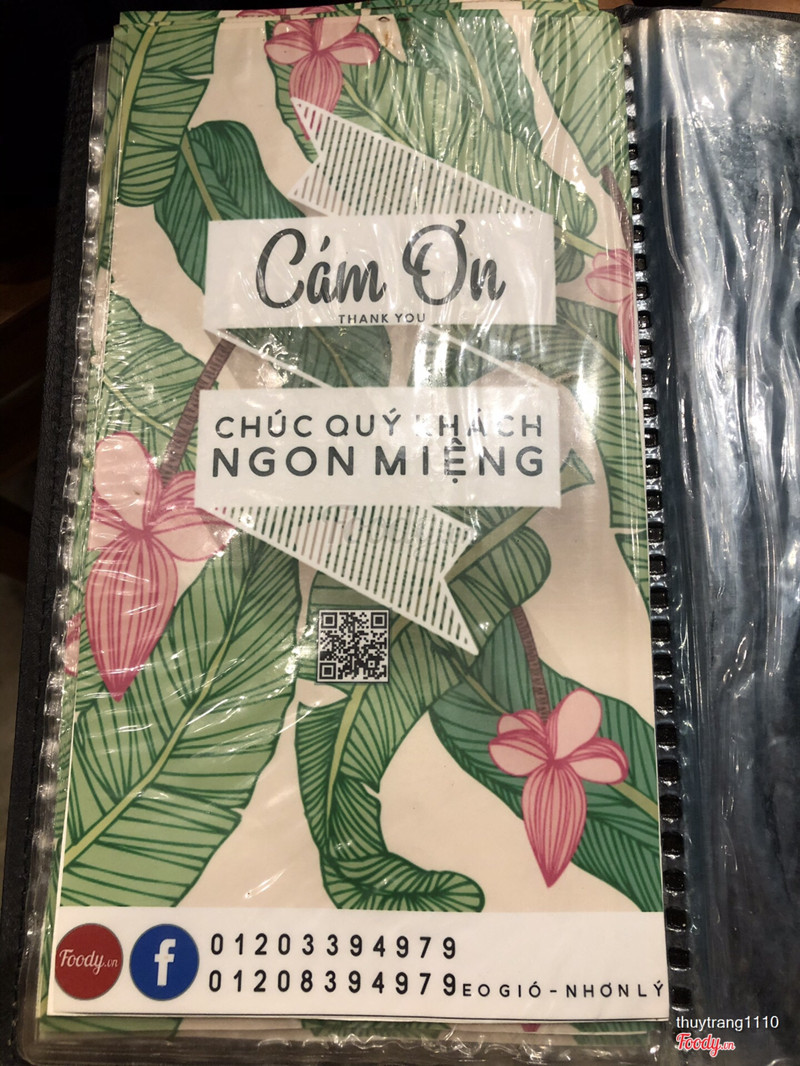 Cám Ơn
THANK YOU
CHÚC QUÝ KHÁCH
NGON MIỆNG
Foody.vn
f
01203394979
01208394979
EO GIÓ - NHƠN LÝ
thuytrang1110
Foody.vn